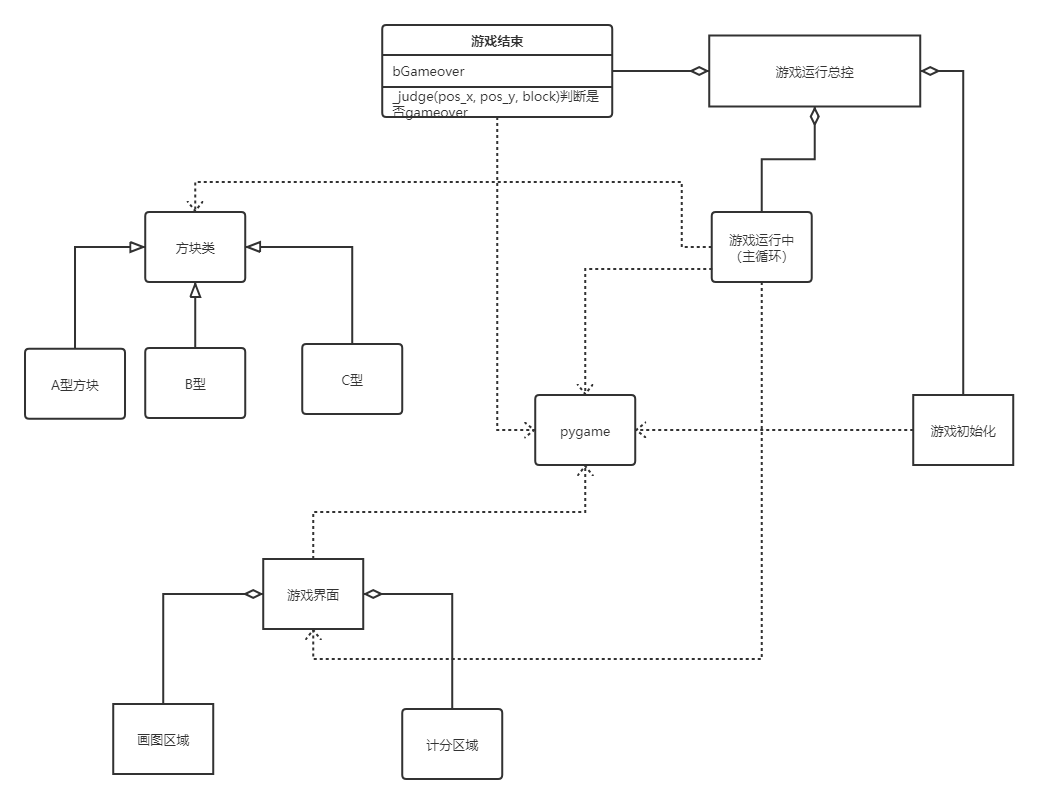 游戏结束
bGameover
_judge(pos_x, pos_y, block)判断是
否gameover
游戏运行总控
方块类
游戏运行中
（主循环）
A型方块
B型
C型
pygame
游戏初始化
游戏界面
画图区域
计分区域